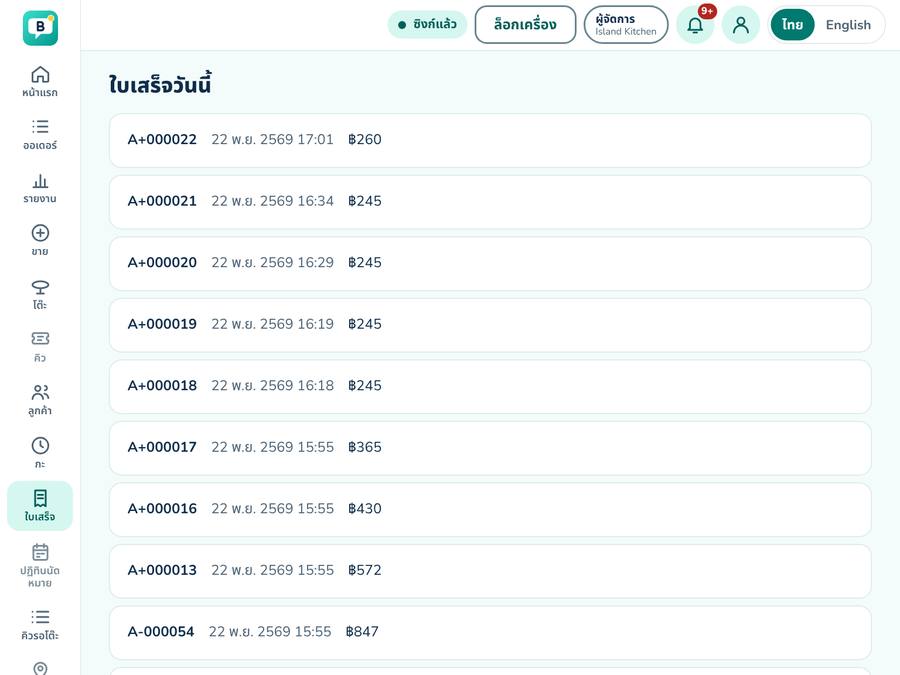 B
ซิงก์แล้ว
ล็อกเครื่อง
ผู้จัดการ
Island Kitchen
9+
ไทย
English
หน้าแรก
ออเดอร์
รายงาน
ขาย
โต๊ะ
คิว
ลูกค้า
กะ
ใบเสร็จ
ปฏิทินนัด
หมาย
คิวรอโต๊ะ
ใบเสร็จวันนี้
A+000022 22 พ.ย. 2569 17:01 ฿260
A+000021 22 พ.ย. 2569 16:34 ฿245
A+000020 22 พ.ย. 2569 16:29 ฿245
A+000019 22 พ.ย. 2569 16:19 ฿245
A+000018 22 พ.ย. 2569 16:18 ฿245
A+000017 22 พ.ย. 2569 15:55 ฿365
A+000016 22 พ.ย. 2569 15:55 ฿430
A+000013 22 พ.ย. 2569 15:55 ฿572
A-000054 22 พ.ย. 2569 15:55 ฿847